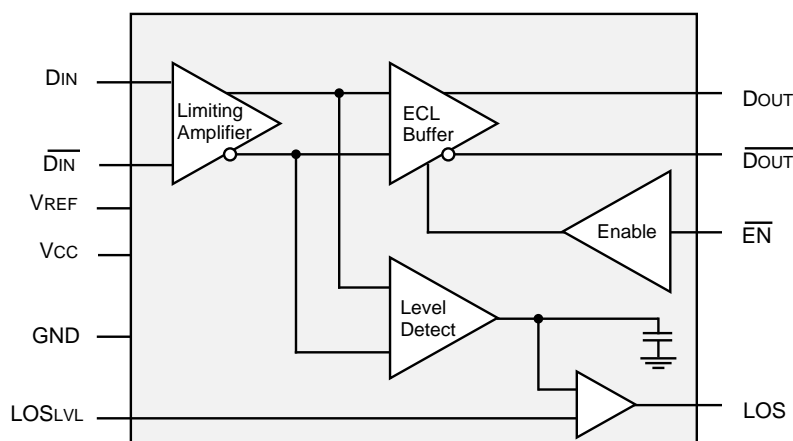 DIN
Limiting
Amplifier
DIN
VREF
VCC
GND
LOSLVL
ECL
Buffer
DOUT
DOUT
Enable
EN
Level
Detect
LOS